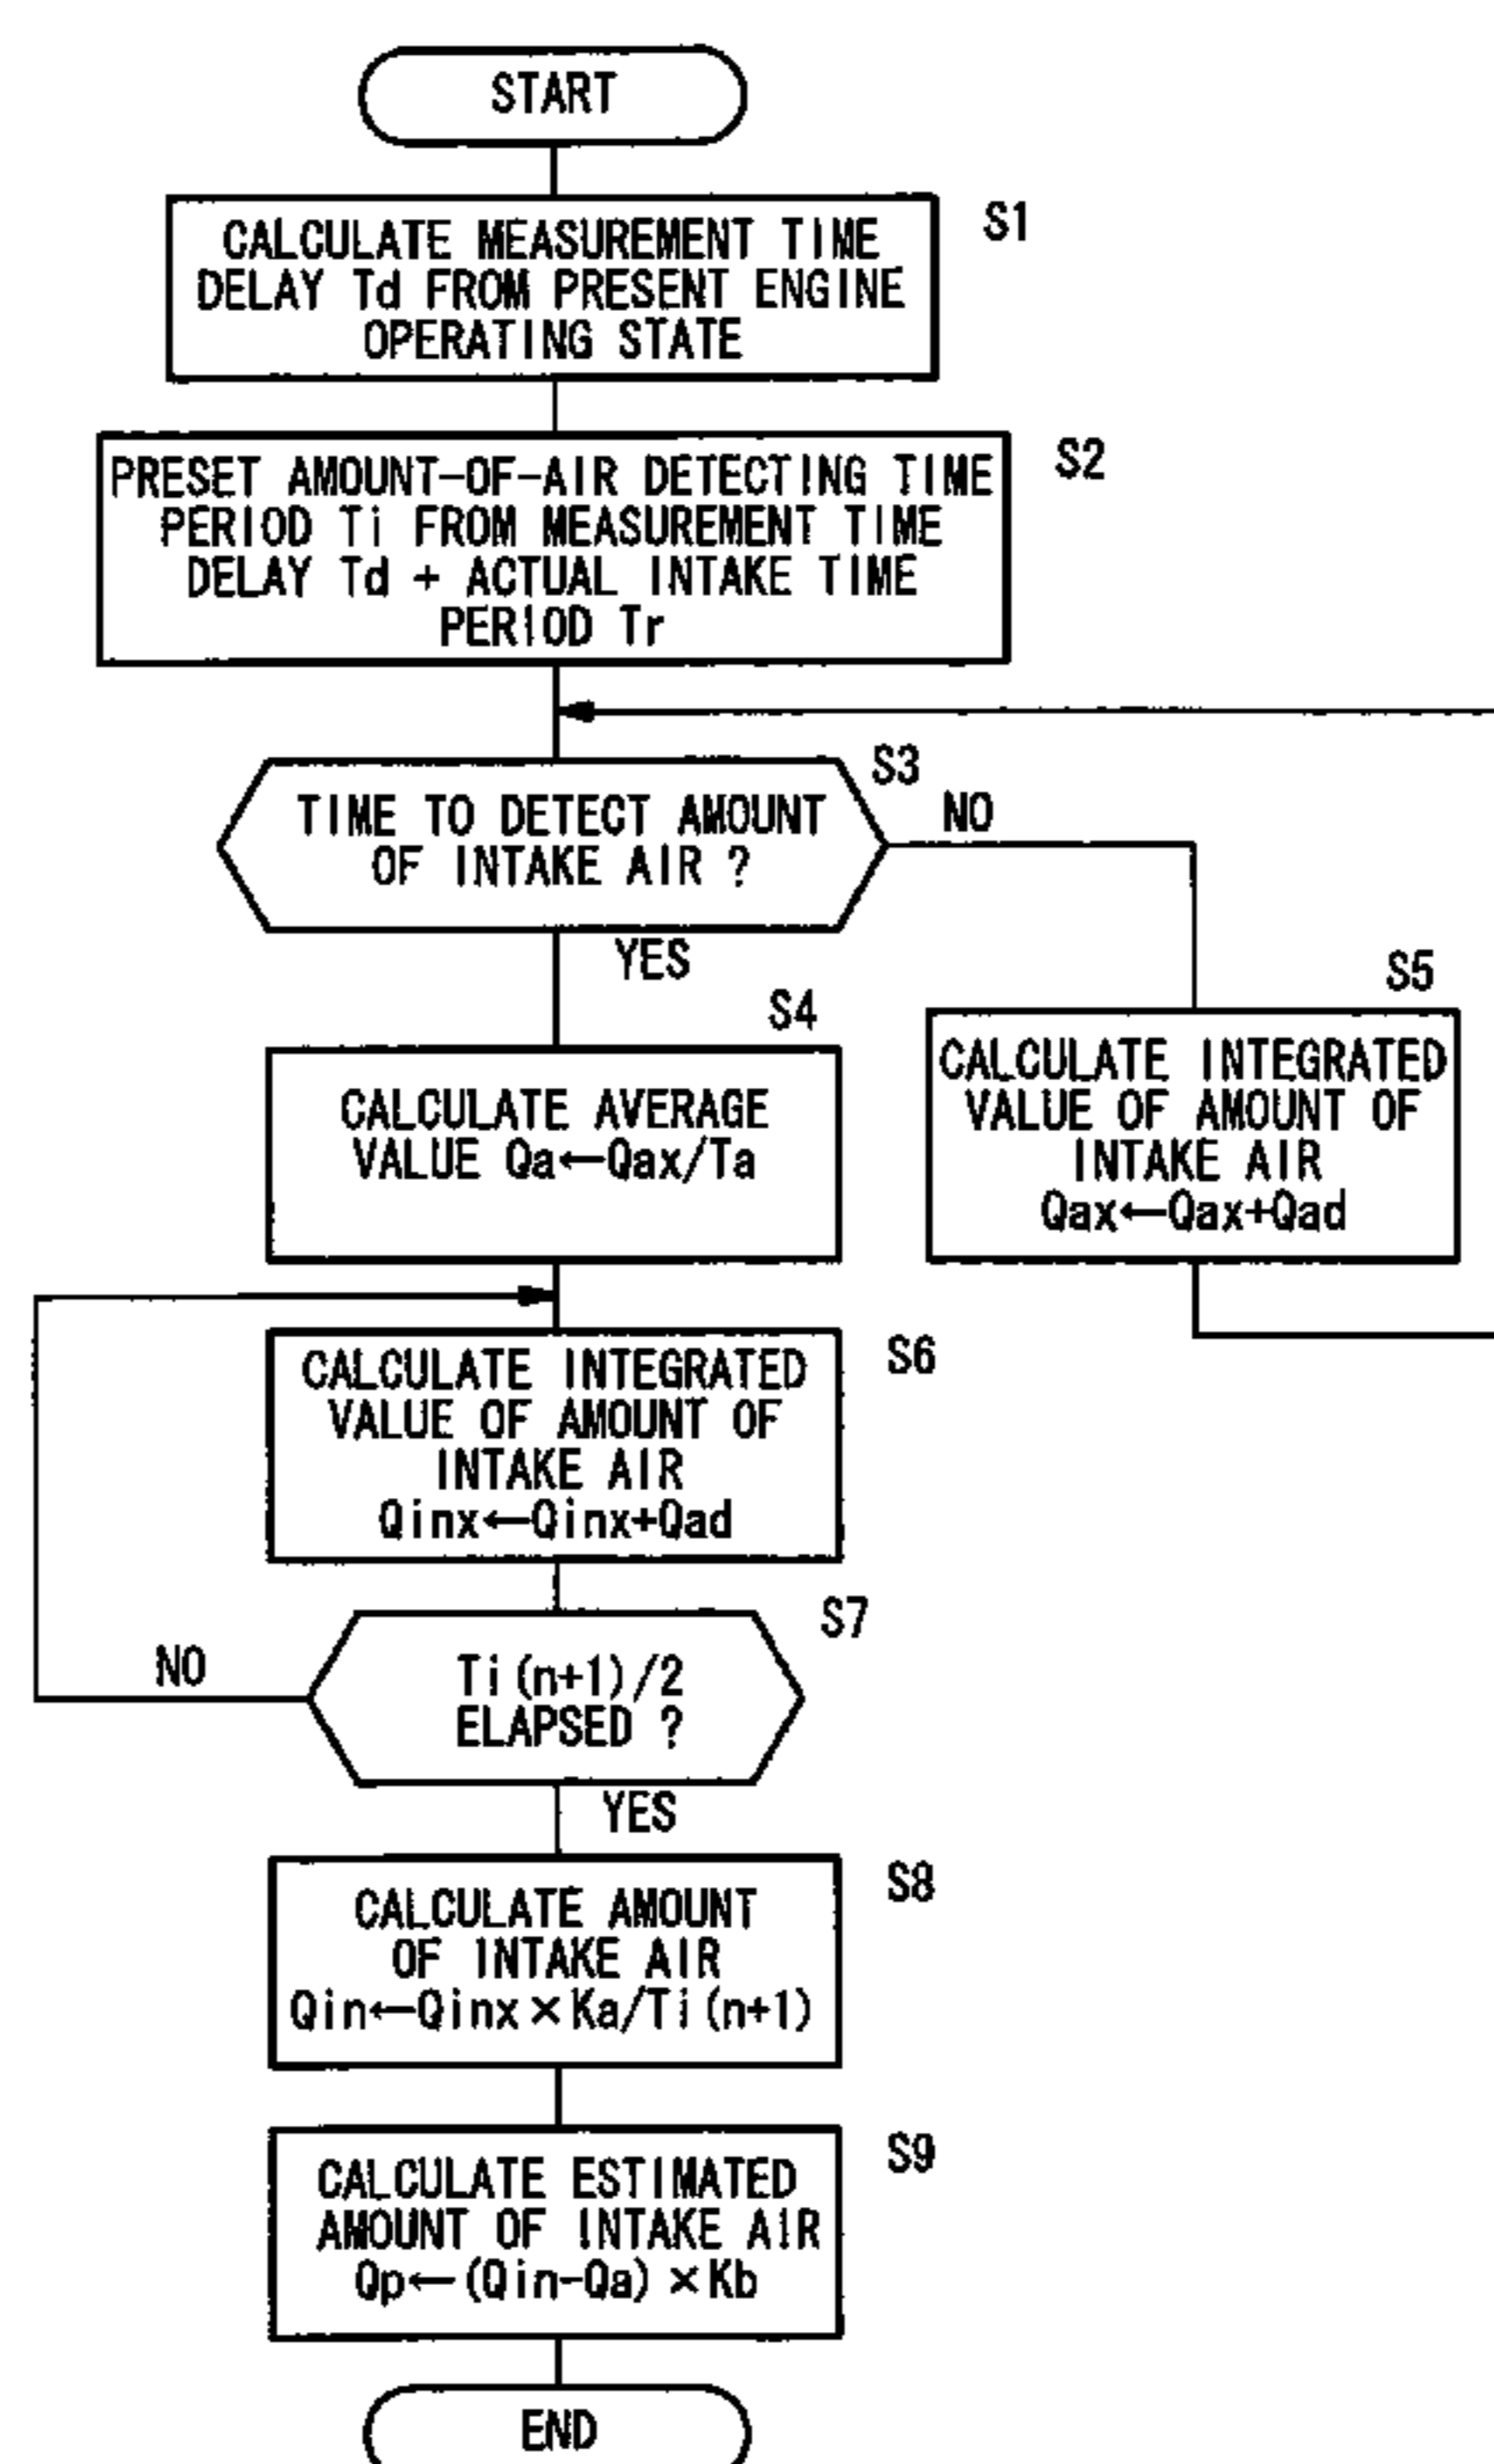 START
S1
CALCULATE MEASUREMENT TIME
DELAY Td FROM PRESENT ENGINE
OPERATING STATE
S2
PRESET AMOUNT-OF-AIR DETECTING TIME
PERIOD Ti FROM MEASUREMENT TIME
DELAY Td + ACTUAL INTAKE TIME
PERIOD Tr
S3
TIME TO DETECT AMOUNT
OF INTAKE AIR ?
NO
YES
S4
CALCULATE AVERAGE
VALUE Qa←Qax/Ta
S5
CALCULATE INTEGRATED
VALUE OF AMOUNT OF
INTAKE AIR
Qax←Qax+Qad
S6
CALCULATE INTEGRATED
VALUE OF AMOUNT OF
INTAKE AIR
Qinx←Qinx+Qad
S7
Ti(n+1)/2
ELAPSED ?
NO
YES
S8
CALCULATE AMOUNT
OF INTAKE AIR
Qin←Qinx×Ka/Ti(n+1)
S9
CALCULATE ESTIMATED
AMOUNT OF INTAKE AIR
Qp←(Qin-Qa)×Kb
END